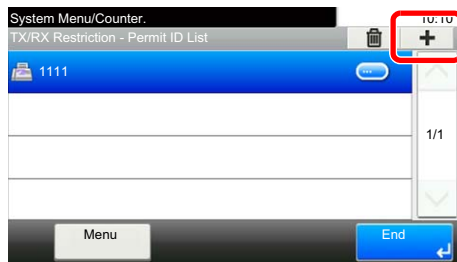 System Menu/Counter. 10:10
TX/RX Restriction - Permit ID List
1111
1/1
Menu End